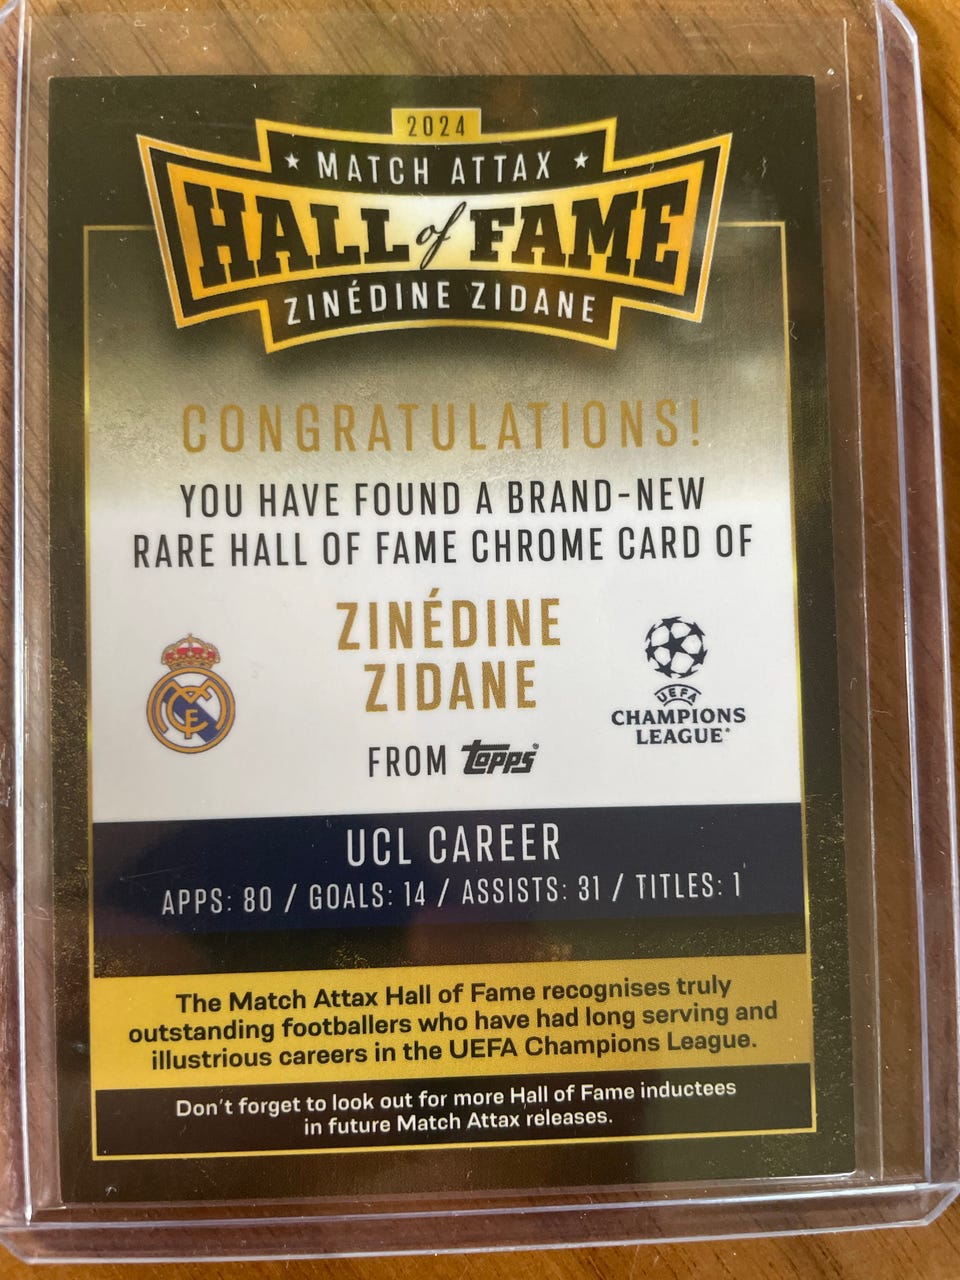 2024
★ MATCH ATTAX ★
HALL of FAME
ZINÉDINE ZIDANE
CONGRATULATIONS!
YOU HAVE FOUND A BRAND-NEW
RARE HALL OF FAME CHROME CARD OF
ZINÉDINE
ZIDANE
FROM Topps
UEFA
CHAMPIONS
LEAGUE
UCL CAREER
APPS: 80 / GOALS: 14 / ASSISTS: 31 / TITLES: 1
The Match Attax Hall of Fame recognises truly
outstanding footballers who have had long serving and
illustrious careers in the UEFA Champions League.
Don't forget to look out for more Hall of Fame inductees
in future Match Attax releases.